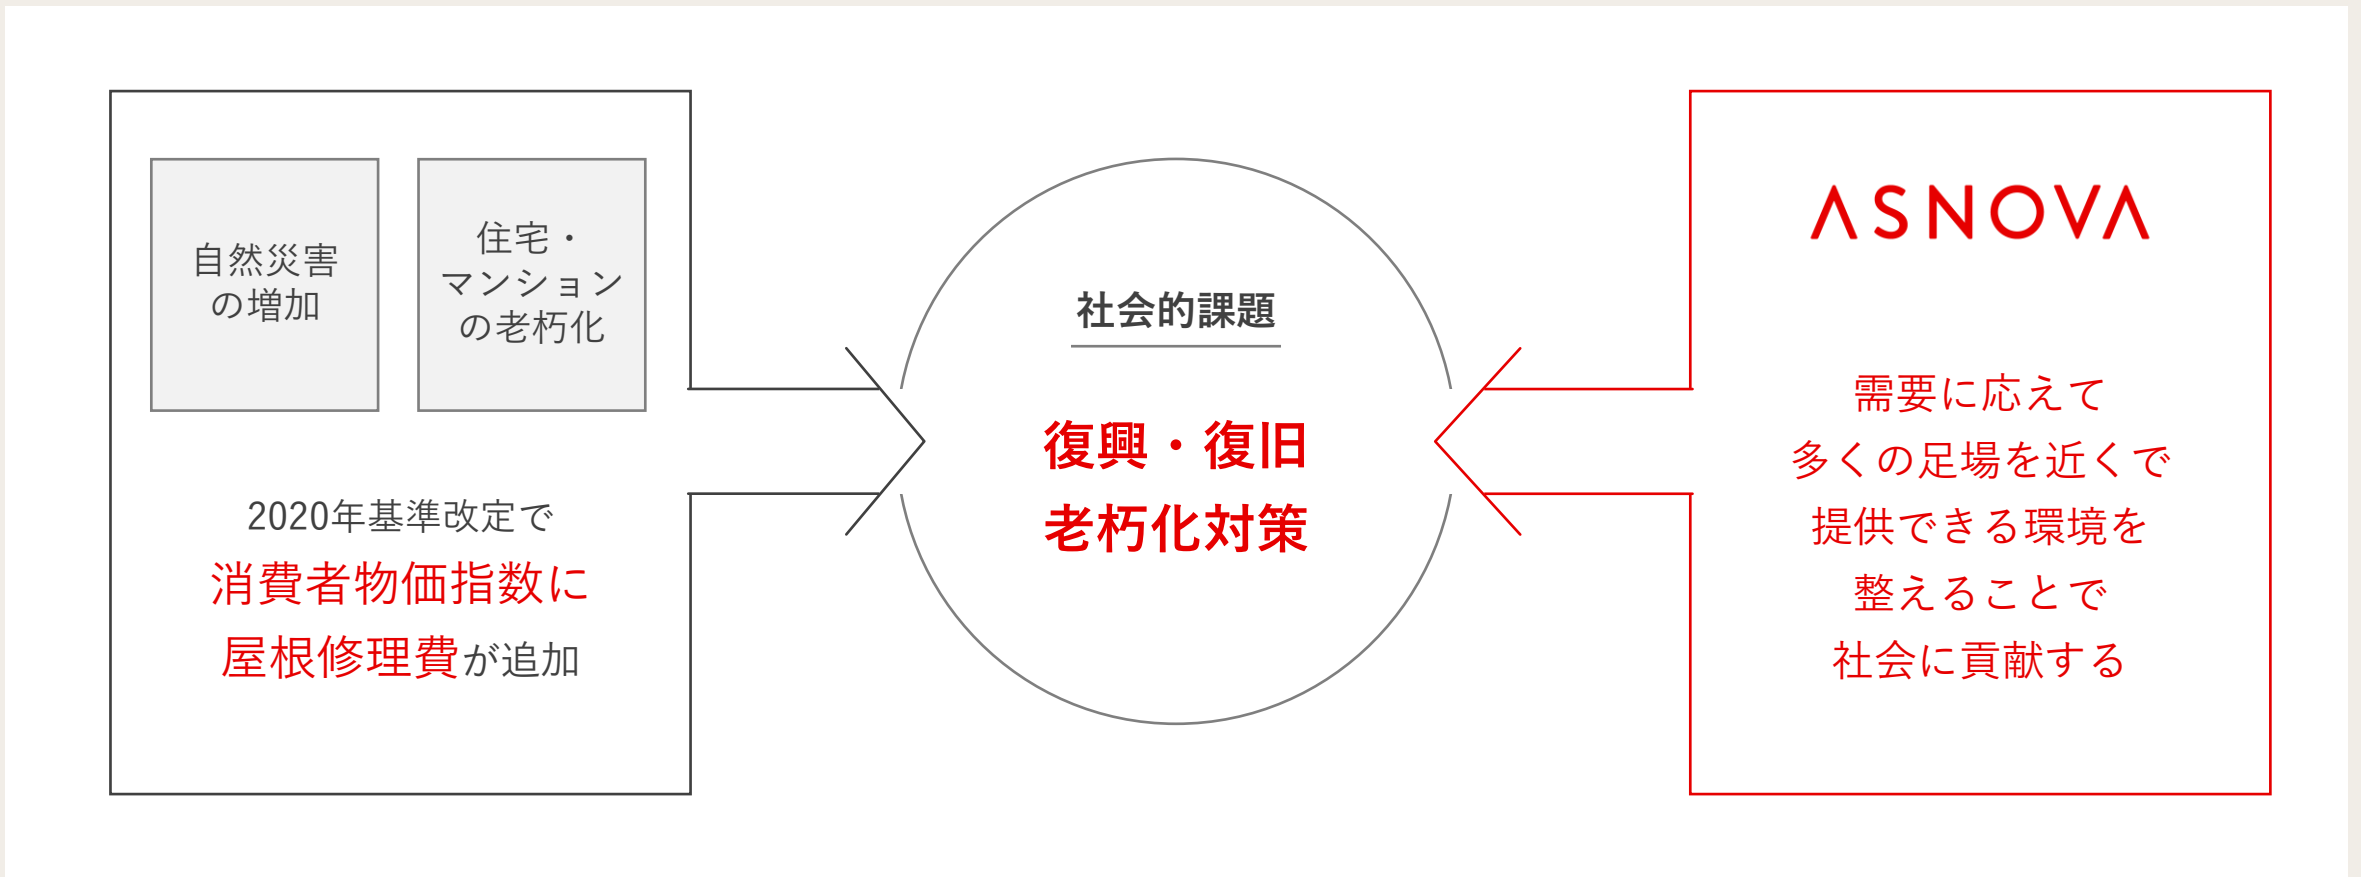 自然災害
の増加
住宅・
マンション
の老朽化
2020年基準改定で
消費者物価指数に
屋根修理費が追加
社会的課題
復興・復旧
老朽化対策
ASNOVA
需要に応えて
多くの足場を近くで
提供できる環境を
整えることで
社会に貢献する